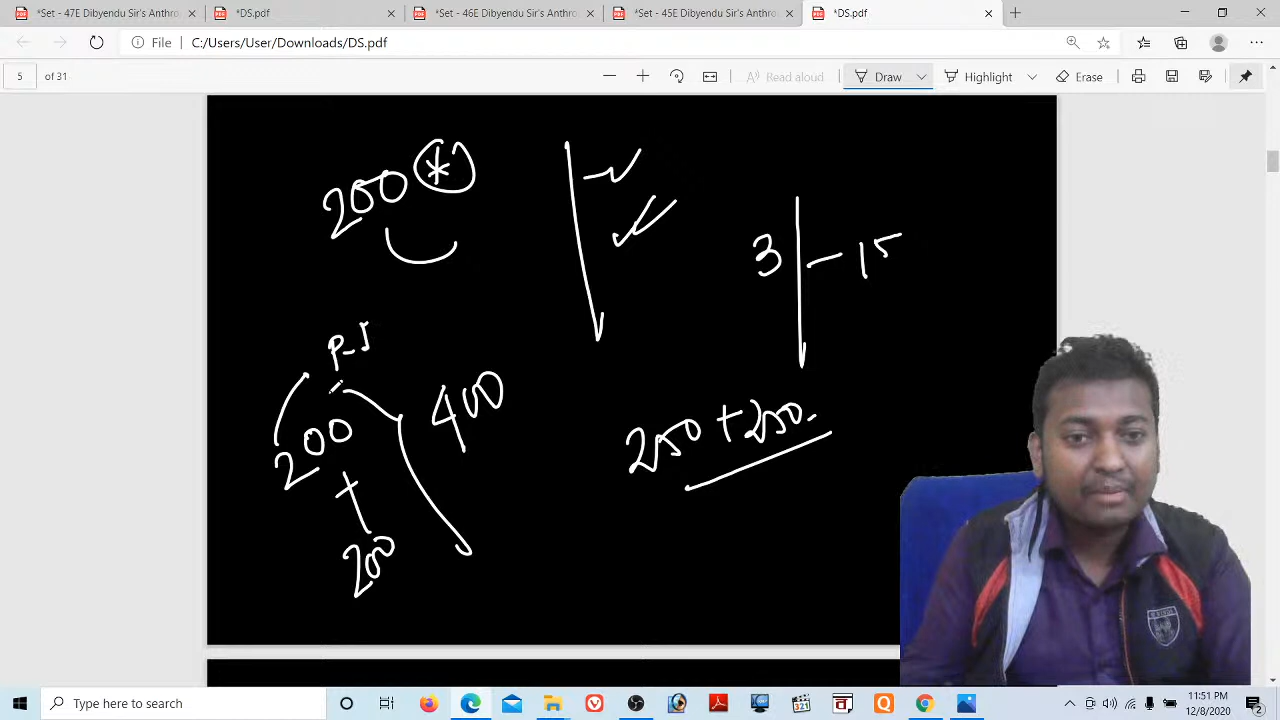 *Set - 47E Dibyendu Sir's Anthro
*DS.pdf
*Set - 46E Dibyendu Sir's Anthro
*Set - 45E Dibyendu Sir's Anthro
*DS.pdf
File
C:/Users/User/Downloads/DS.pdf
5 of 31
Read aloud
Draw
Highlight
Erase
200 *
3 - 15
P-I
200
400
+
200
250 + 250
Type here to search
11:51 PM
12/8/2020